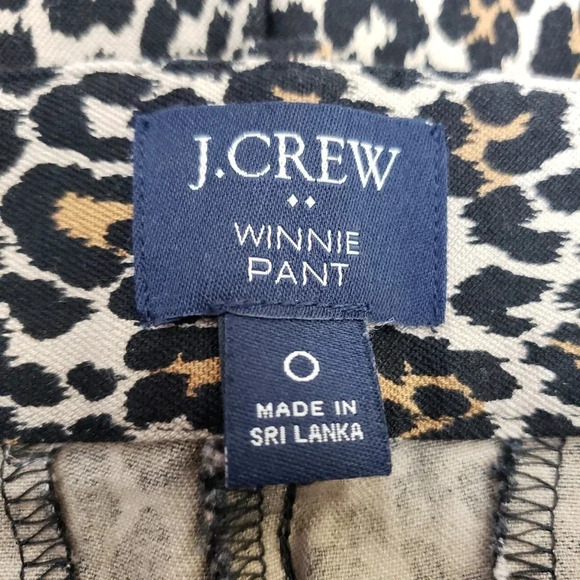 J.CREW
WINNIE
PANT
0
MADE IN
SRI LANKA